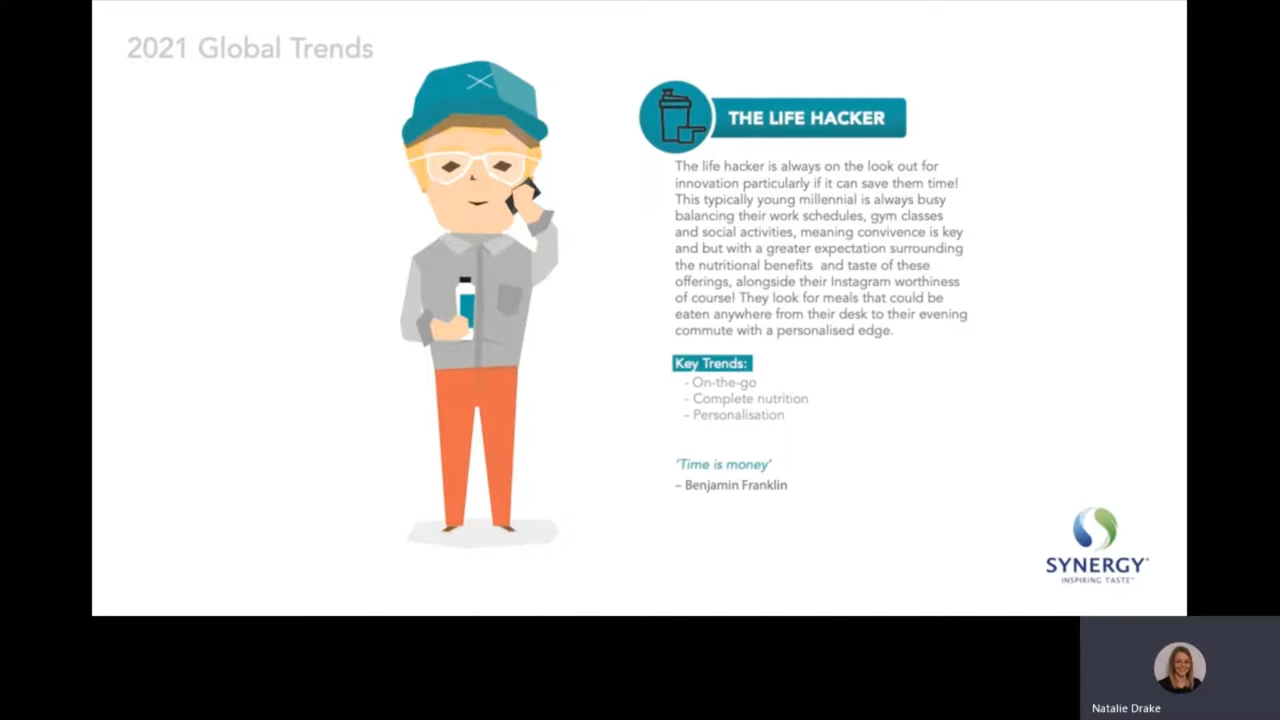 2021 Global Trends
THE LIFE HACKER
The life hacker is always on the look out for
innovation particularly if it can save them time!
This typically young millennial is always busy
balancing their work schedules, gym classes
and social activities, meaning convivence is key
and but with a greater expectation surrounding
the nutritional benefits and taste of these
offerings, alongside their Instagram worthiness
of course! They look for meals that could be
eaten anywhere from their desk to their evening
commute with a personalised edge.
Key Trends:
- On-the-go
- Complete nutrition
- Personalisation
'Time is money'
– Benjamin Franklin
SYNERGY®
INSPIRING TASTE™
Natalie Drake